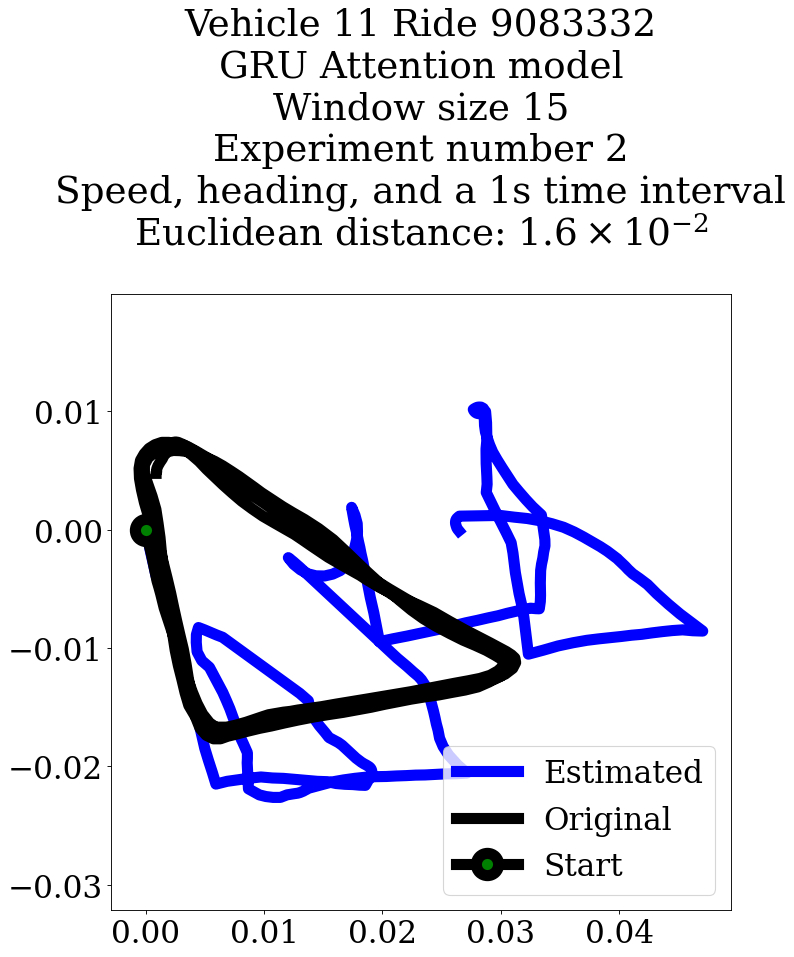 Vehicle 11 Ride 9083332
GRU Attention model
Window size 15
Experiment number 2
Speed, heading, and a 1s time interval
Euclidean distance: 1.6 × 10⁻²
0.01
0.00
−0.01
−0.02
−0.03
Estimated
Original
Start
0.00 0.01 0.02 0.03 0.04